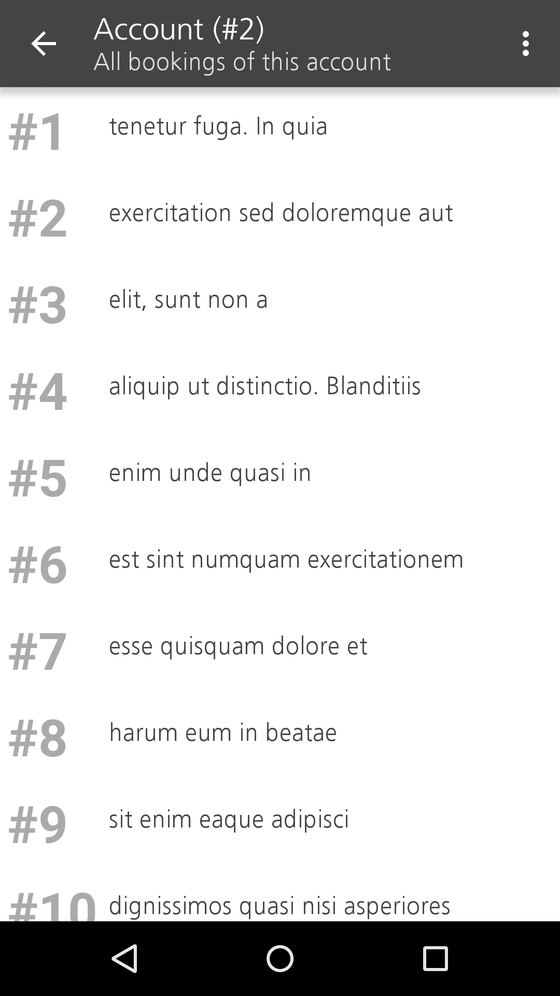 Account (#2)
All bookings of this account
#1 tenetur fuga. In quia
#2 exercitation sed doloremque aut
#3 elit, sunt non a
#4 aliquip ut distinctio. Blanditiis
#5 enim unde quasi in
#6 est sint numquam exercitationem
#7 esse quisquam dolore et
#8 harum eum in beatae
#9 sit enim eaque adipisci
#10 dignissimos quasi nisi asperiores